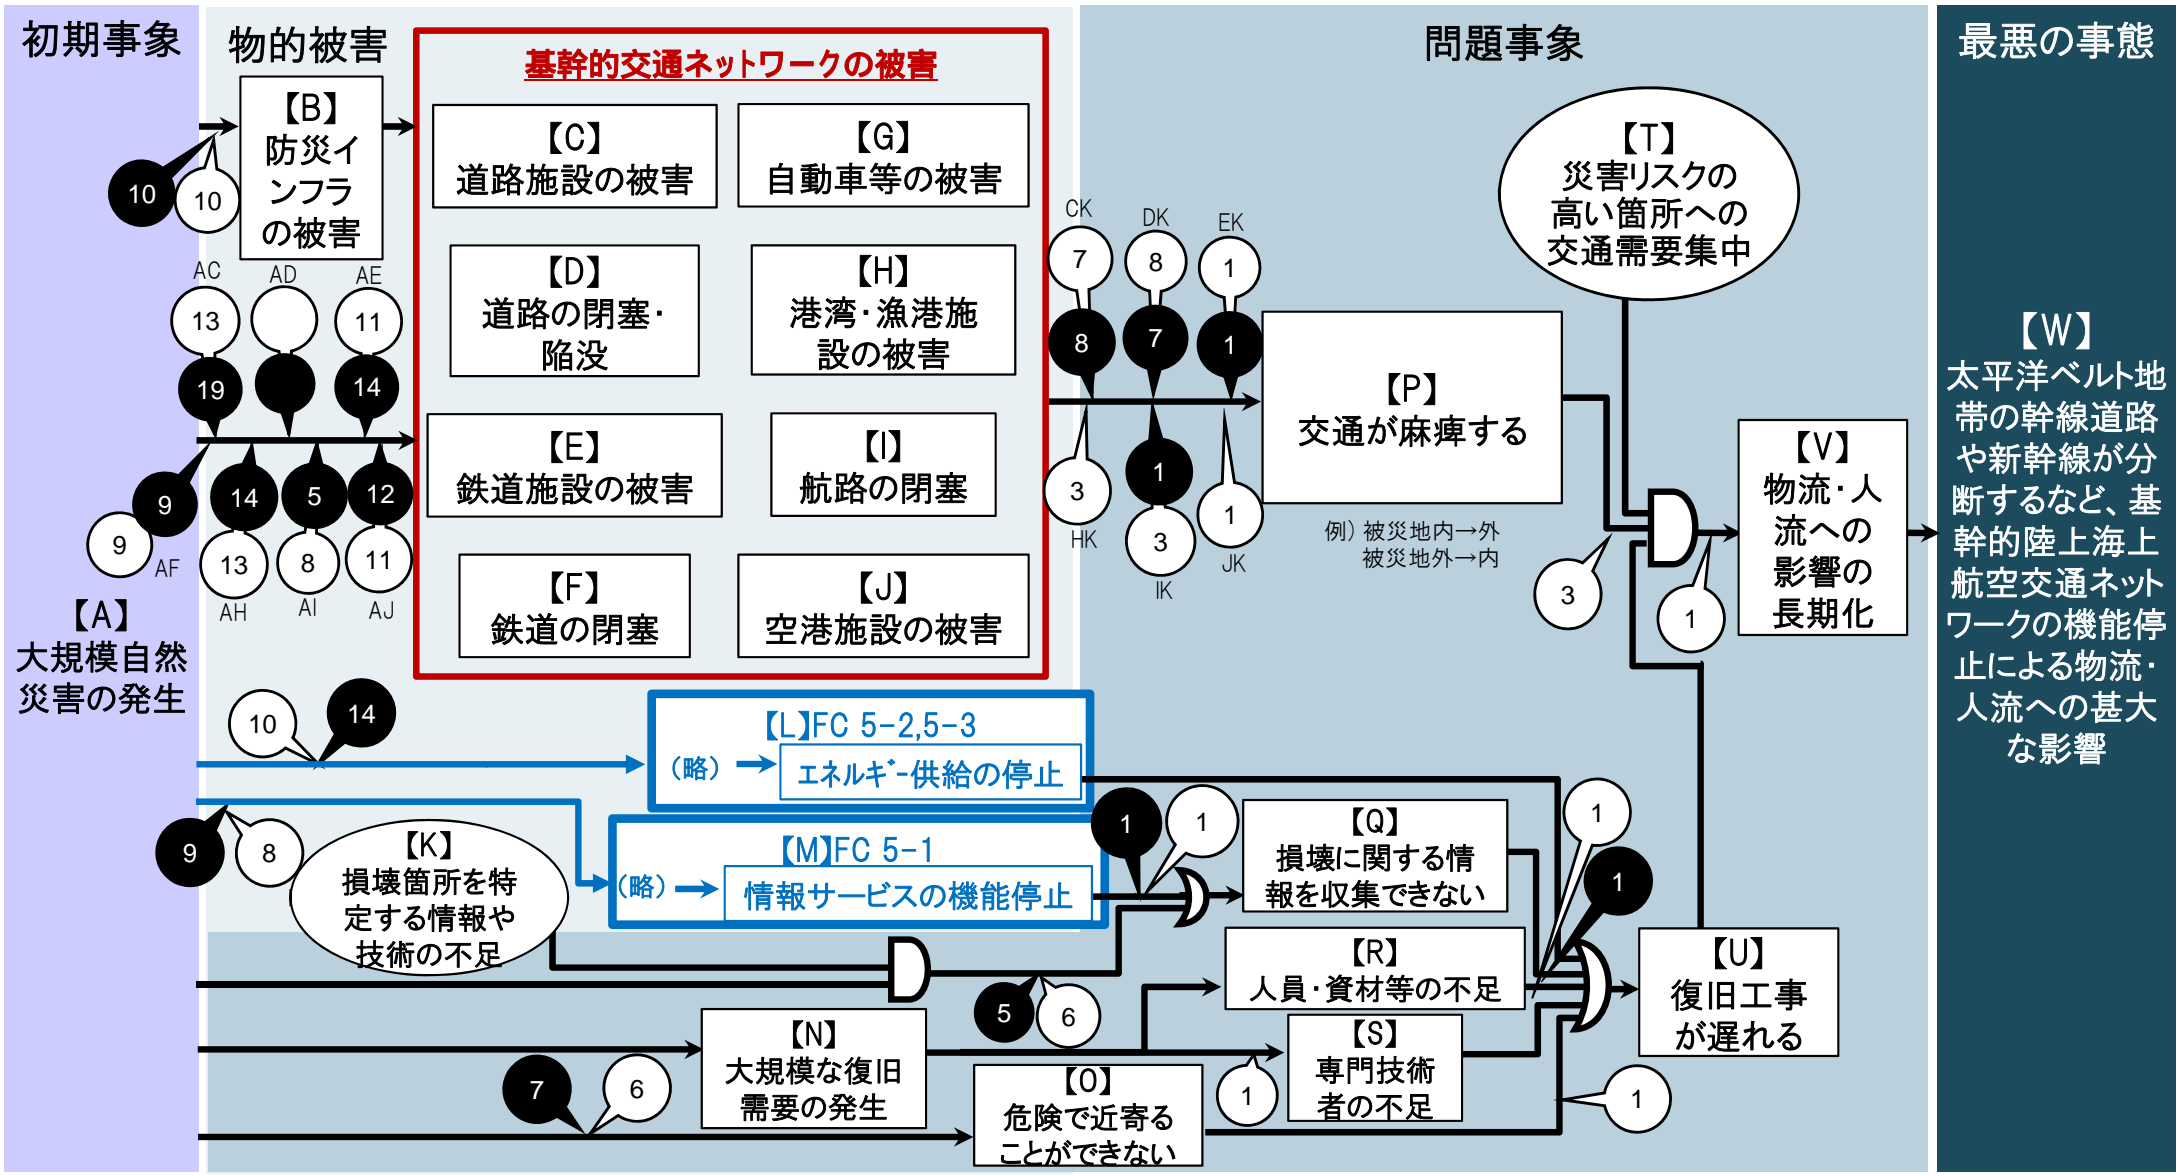 初期事象
物的被害
問題事象
最悪の事態
基幹的交通ネットワークの被害
【B】
防災イ
ンフラ
の被害
10
10
【C】
道路施設の被害
【G】
自動車等の被害
【D】
道路の閉塞・
陥没
【H】
港湾・漁港施
設の被害
【E】
鉄道施設の被害
【I】
航路の閉塞
【F】
鉄道の閉塞
【J】
空港施設の被害
AC
AD
AE
13
11
19
14
9
14
5
12
9
13
8
11
AF
AH
AI
AJ
【A】
大規模自然
災害の発生
CK
DK
EK
7
8
1
8
7
1
3
1
1
3
HK
IK
JK
【P】
交通が麻痺する
例）被災地内→外
被災地外→内
【T】
災害リスクの
高い箇所への
交通需要集中
3
1
【V】
物流・人
流への
影響の
長期化
【W】
太平洋ベルト地
帯の幹線道路
や新幹線が分
断するなど、基
幹的陸上海上
航空交通ネット
ワークの機能停
止による物流・
人流への甚大
な影響
10
14
【L】FC 5-2,5-3
（略）
エネルギー供給の停止
9
8
【K】
損壊箇所を特
定する情報や
技術の不足
【M】FC 5-1
（略）
情報サービスの機能停止
1
1
【Q】
損壊に関する情
報を収集できない
1
1
【R】
人員・資材等の不足
5
6
【N】
大規模な復旧
需要の発生
7
6
【O】
危険で近寄る
ことができない
1
【S】
専門技術
者の不足
1
【U】
復旧工事
が遅れる